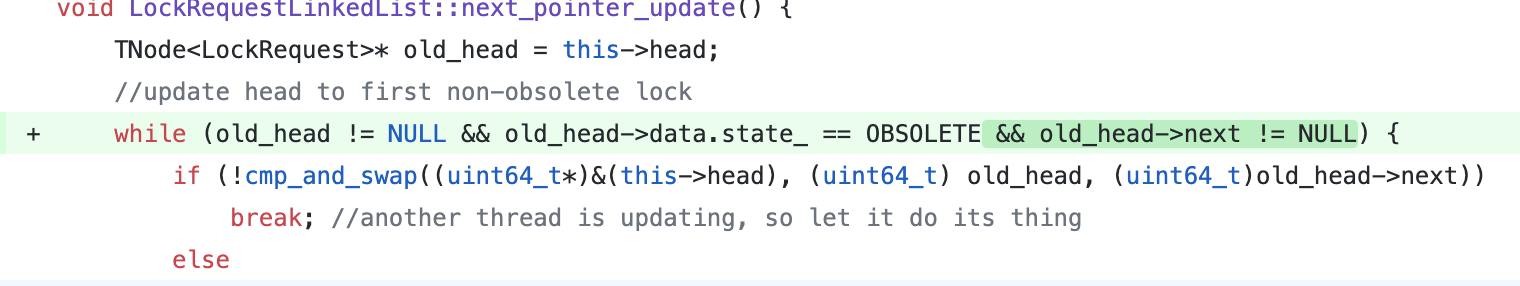 void LockRequestLinkedList::next_pointer_update() {
TNode<LockRequest>* old_head = this->head;
//update head to first non-obsolete lock
+ while (old_head != NULL && old_head->data.state_ == OBSOLETE && old_head->next != NULL) {
if (!cmp_and_swap((uint64_t*)&(this->head), (uint64_t) old_head, (uint64_t)old_head->next))
break; //another thread is updating, so let it do its thing
else